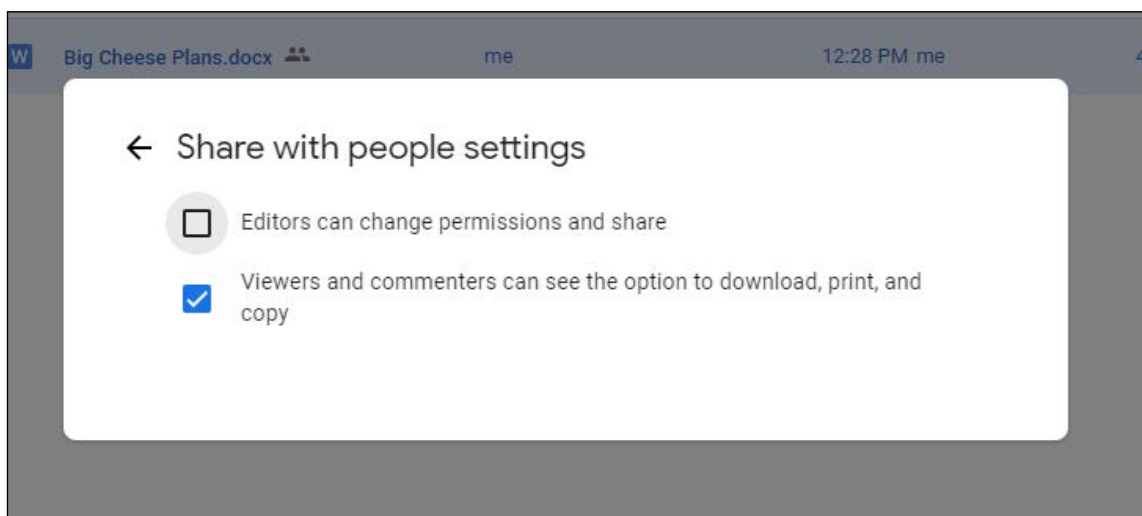 W Big Cheese Plans.docx me 12:28 PM me 4
Share with people settings
Editors can change permissions and share
Viewers and commenters can see the option to download, print, and
copy